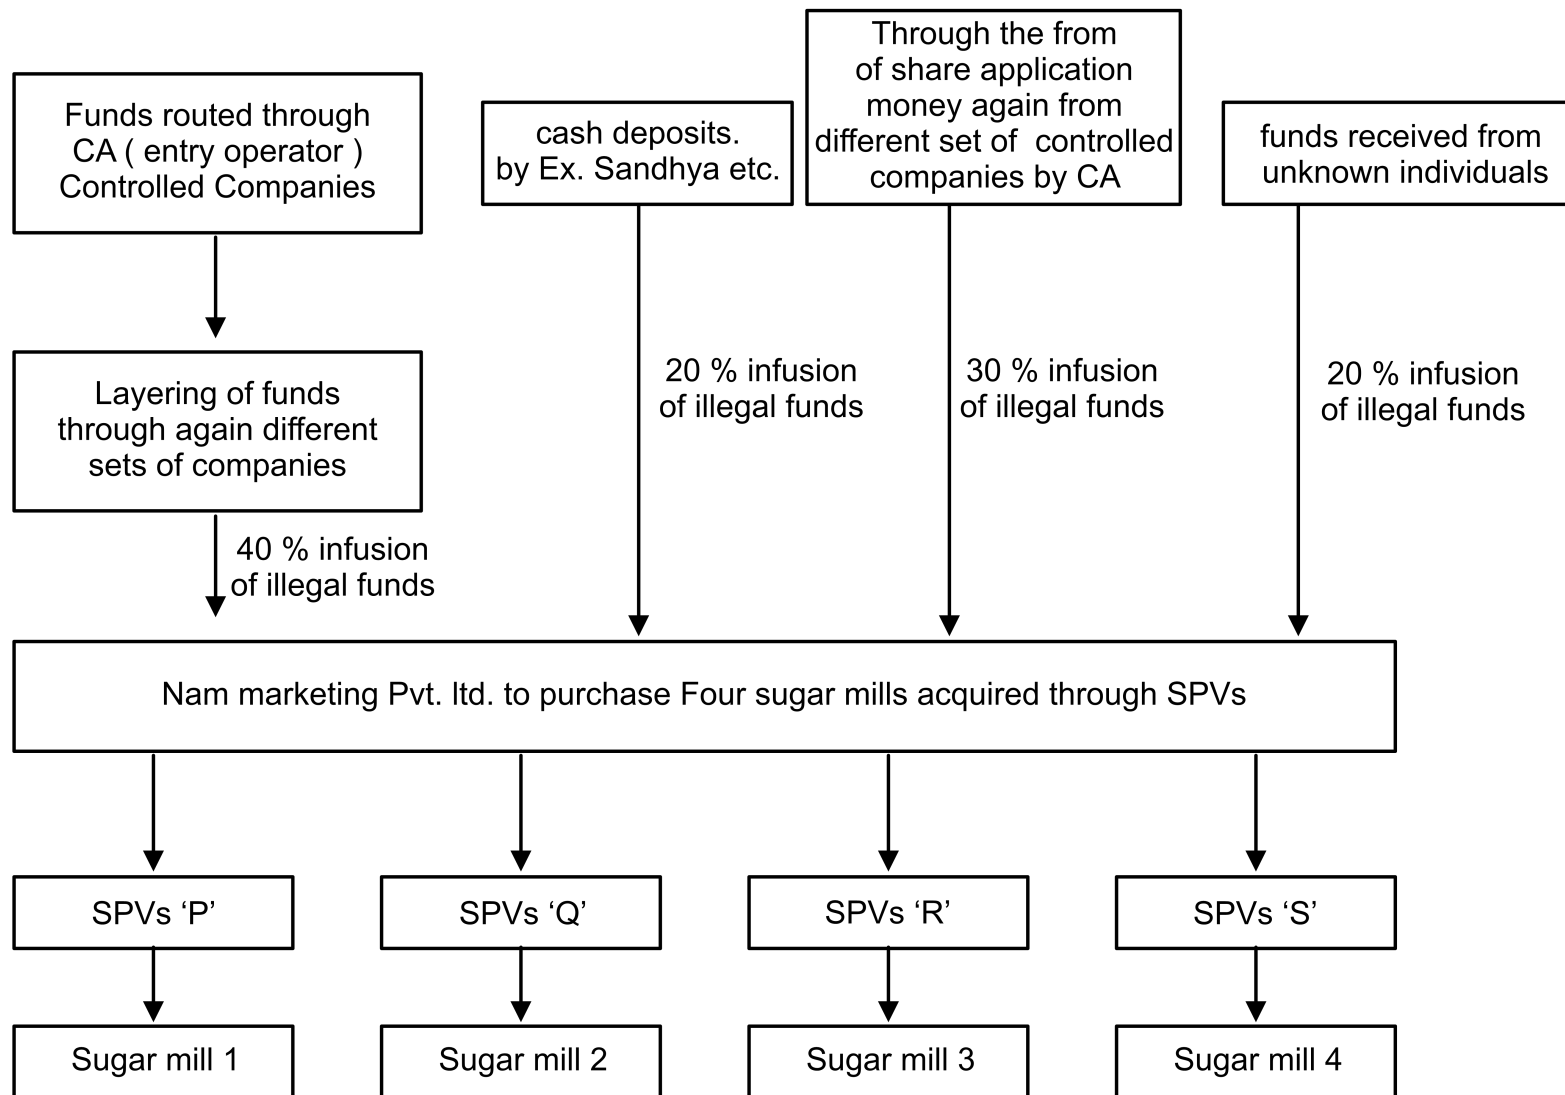 Funds routed through
CA ( entry operator )
Controlled Companies
cash deposits.
by Ex. Sandhya etc.
Through the from
of share application
money again from
different set of controlled
companies by CA
funds received from
unknown individuals
Layering of funds
through again different
sets of companies
20 % infusion
of illegal funds
30 % infusion
of illegal funds
20 % infusion
of illegal funds
40 % infusion
of illegal funds
Nam marketing Pvt. ltd. to purchase Four sugar mills acquired through SPVs
SPVs ‘P’
SPVs ‘Q’
SPVs ‘R’
SPVs ‘S’
Sugar mill 1
Sugar mill 2
Sugar mill 3
Sugar mill 4